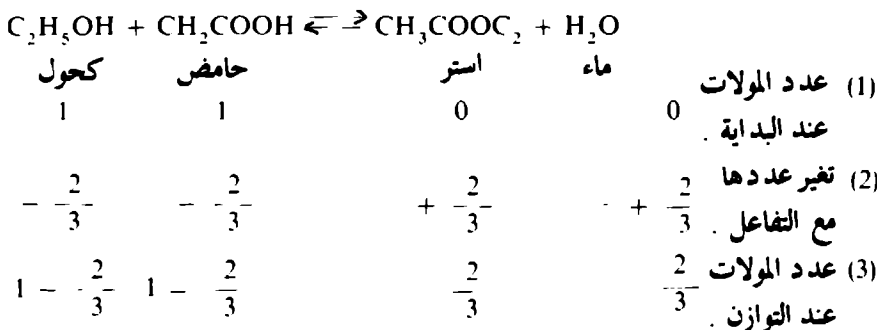 C₂H₅OH + CH₂COOH ⇌ CH₃COOC₂ + H₂O
كحول حامض استر ماء
(1) عدد المولات
1 1 0 0
عند البداية .
(2) تغير عددها
- 2/3 - 2/3 + 2/3 + 2/3
مع التفاعل .
(3) عدد المولات
1 - 2/3 1 - 2/3 2/3 2/3
عند التوازن .